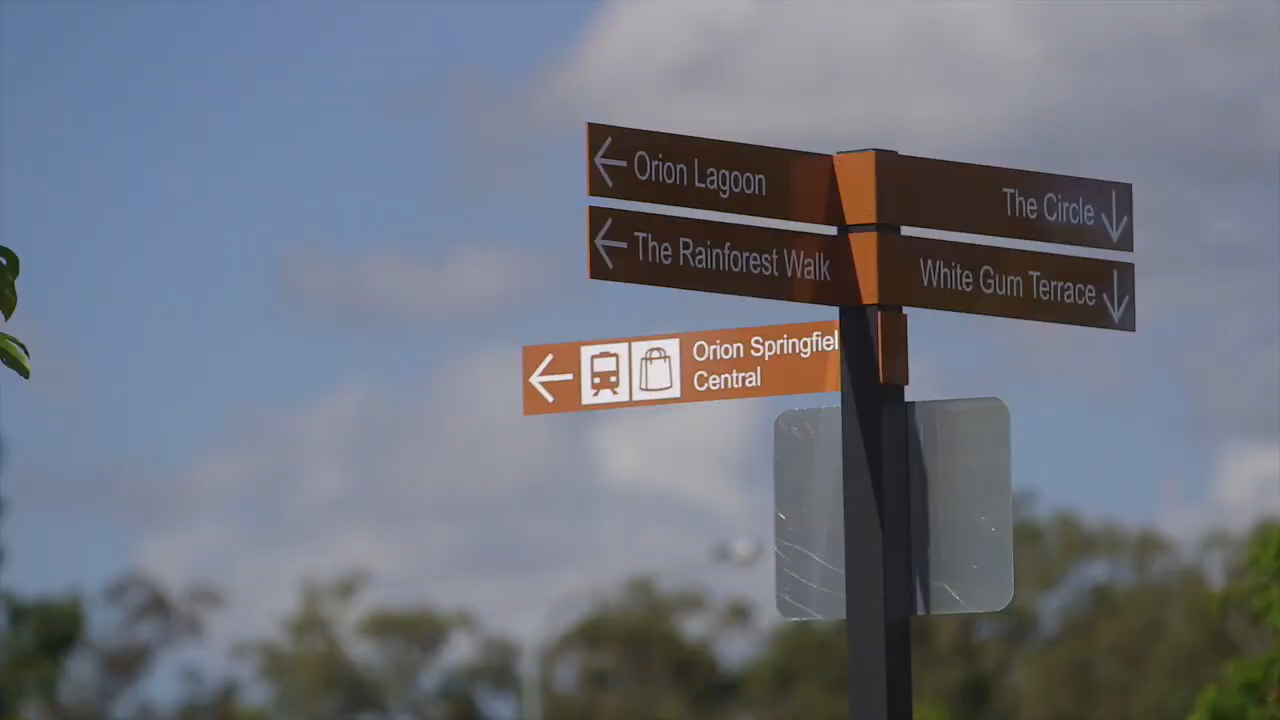 Orion Lagoon
The Circle
The Rainforest Walk
White Gum Terrace
Orion Springfiel
Central